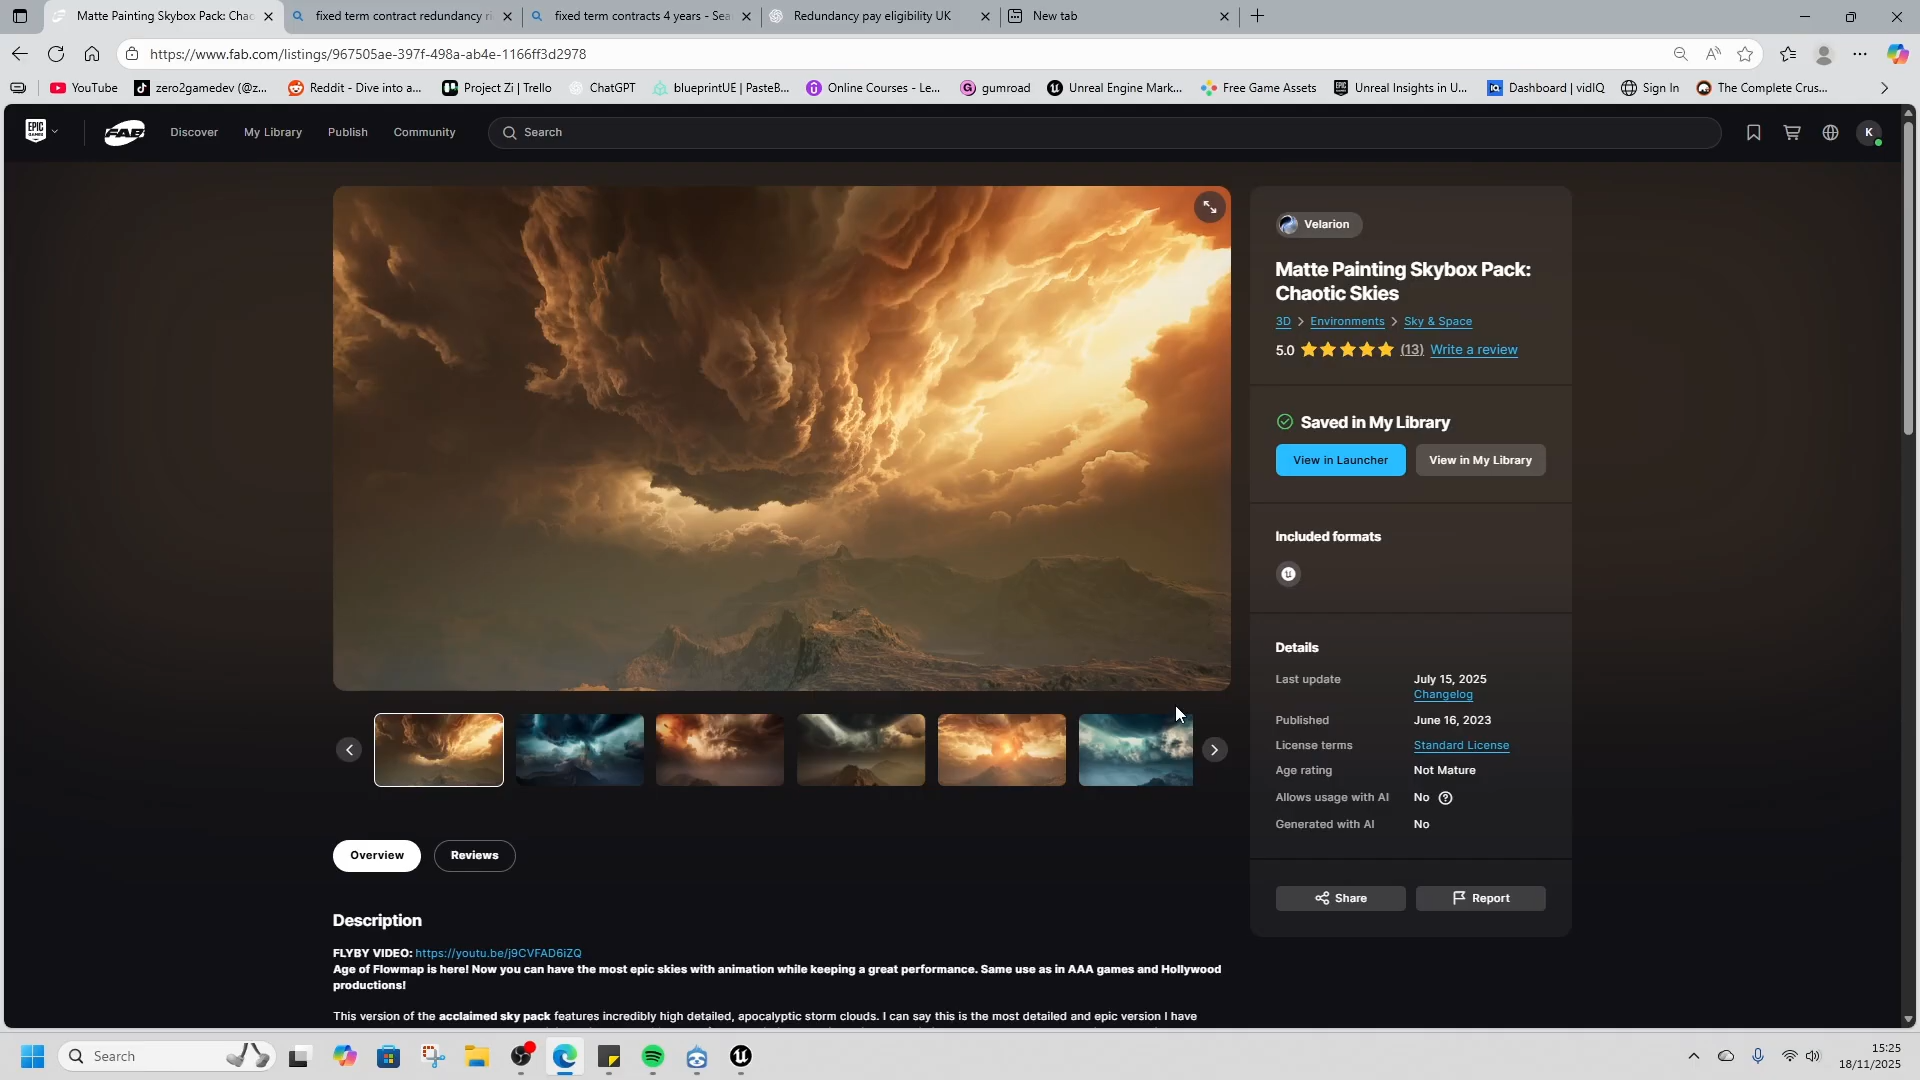 Matte Painting Skybox Pack: Chao
fixed term contract redundancy ri
fixed term contracts 4 years - Sea
Redundancy pay eligibility UK
New tab
https://www.fab.com/listings/967505ae-397f-498a-ab4e-1166ff3d2978
YouTube
zero2gamedev (@z...
Reddit - Dive into a...
Project Zi | Trello
ChatGPT
blueprintUE | PasteB...
Online Courses - Le...
gumroad
Unreal Engine Mark...
Free Game Assets
Unreal Insights in U...
Dashboard | vidIQ
Sign In
The Complete Crus...
EPIC GAMES
FAB
Discover
My Library
Publish
Community
Search
K
Velarion
Matte Painting Skybox Pack:
Chaotic Skies
3D > Environments > Sky & Space
5.0 (13) Write a review
Saved in My Library
View in Launcher
View in My Library
Included formats
Details
Last update July 15, 2025
Changelog
Published June 16, 2023
License terms Standard License
Age rating Not Mature
Allows usage with AI No
Generated with AI No
Share
Report
Overview
Reviews
Description
FLYBY VIDEO: https://youtu.be/j9CVFAD6iZQ
Age of Flowmap is here! Now you can have the most epic skies with animation while keeping a great performance. Same use as in AAA games and Hollywood
productions!
This version of the acclaimed sky pack features incredibly high detailed, apocalyptic storm clouds. I can say this is the most detailed and epic version I have
Search
15:25
18/11/2025